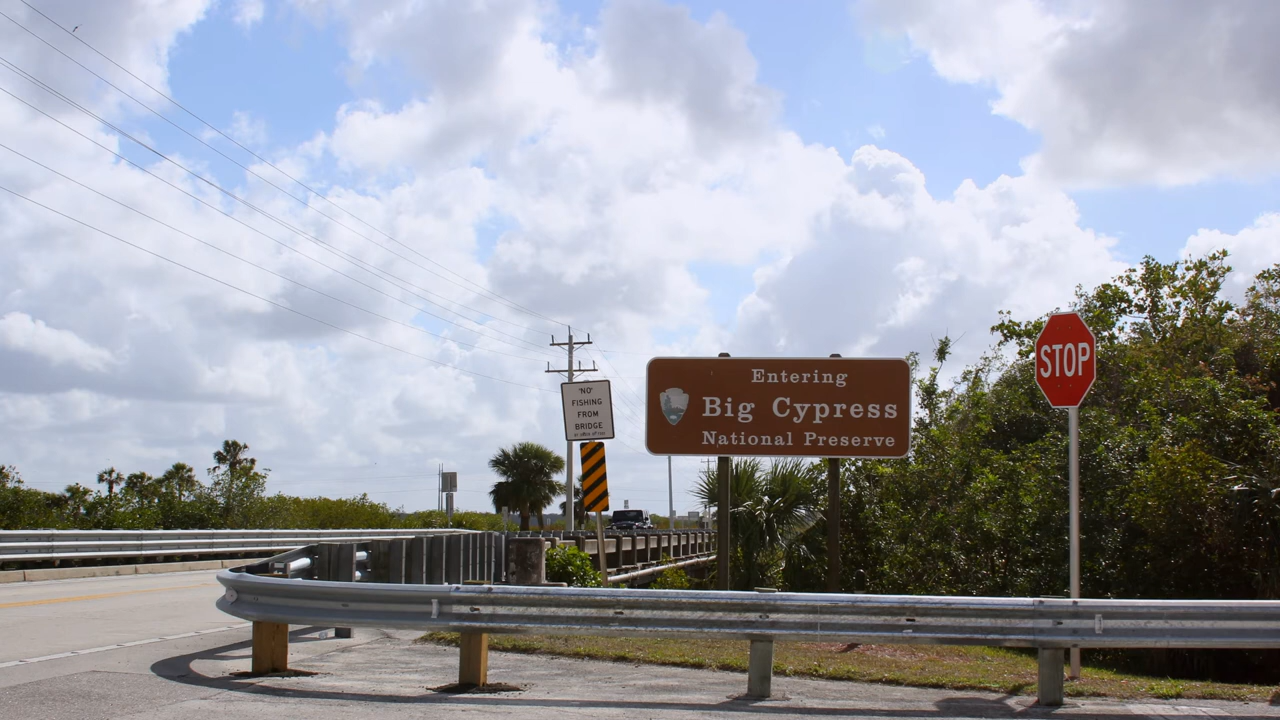 "NO"
FISHING
FROM
BRIDGE
Entering
Big Cypress
National Preserve
STOP